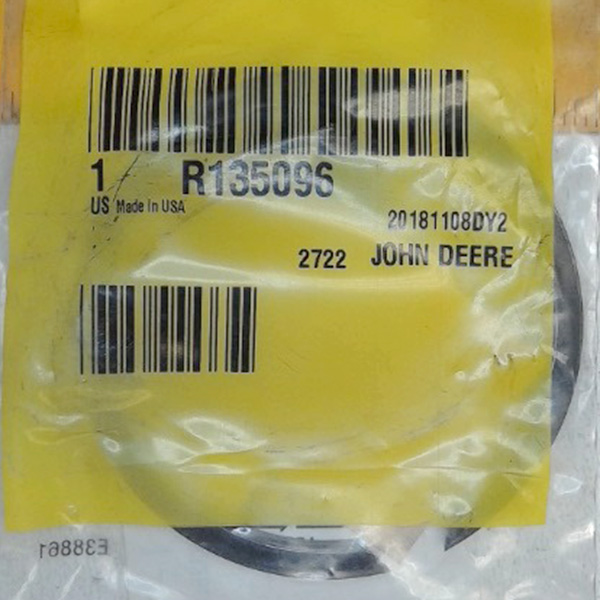 1 R135096
US Made In USA
20181108DY2
2722 JOHN DEERE
E38861